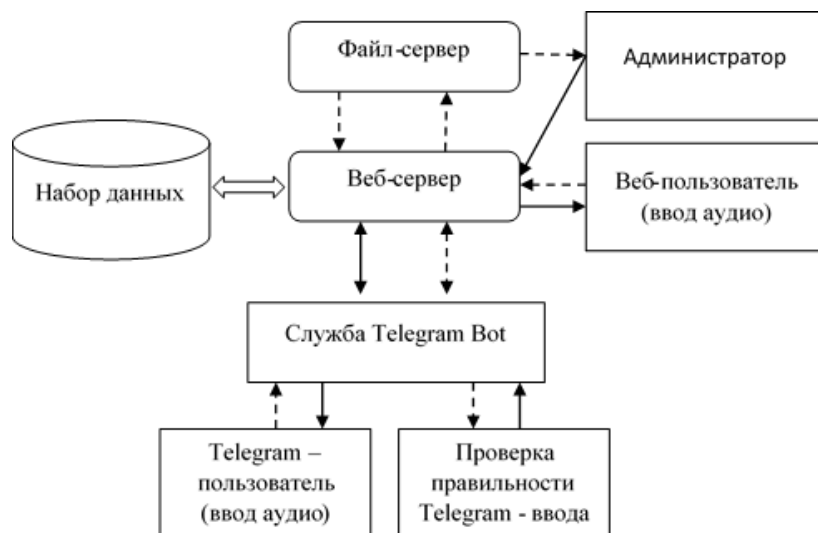 Файл-сервер
Администратор
Набор данных
Веб-сервер
Веб-пользователь
(ввод аудио)
Служба Telegram Bot
Telegram –
пользователь
(ввод аудио)
Проверка
правильности
Telegram - ввода